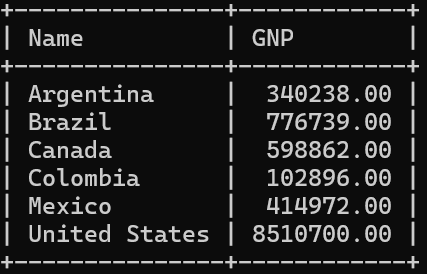 +---------------+-------------+
| Name          | GNP         |
+---------------+-------------+
| Argentina     |   340238.00 |
| Brazil        |   776739.00 |
| Canada        |   598862.00 |
| Colombia      |   102896.00 |
| Mexico        |   414972.00 |
| United States |  8510700.00 |
+---------------+-------------+